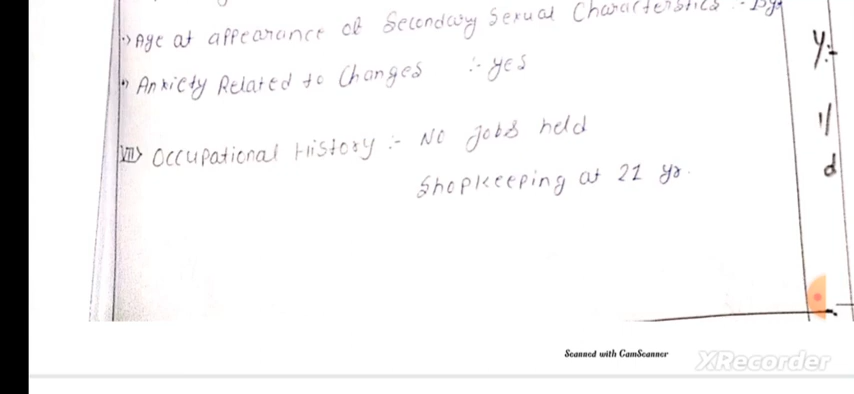 •) Age at appearance of Secondary Sexual Characteristics :-
•) Anxiety Related to Changes :- yes
VII) Occupational History :- No jobs held
Shopkeeping at 21 yr.
Y:-
Scanned with CamScanner
XRecorder